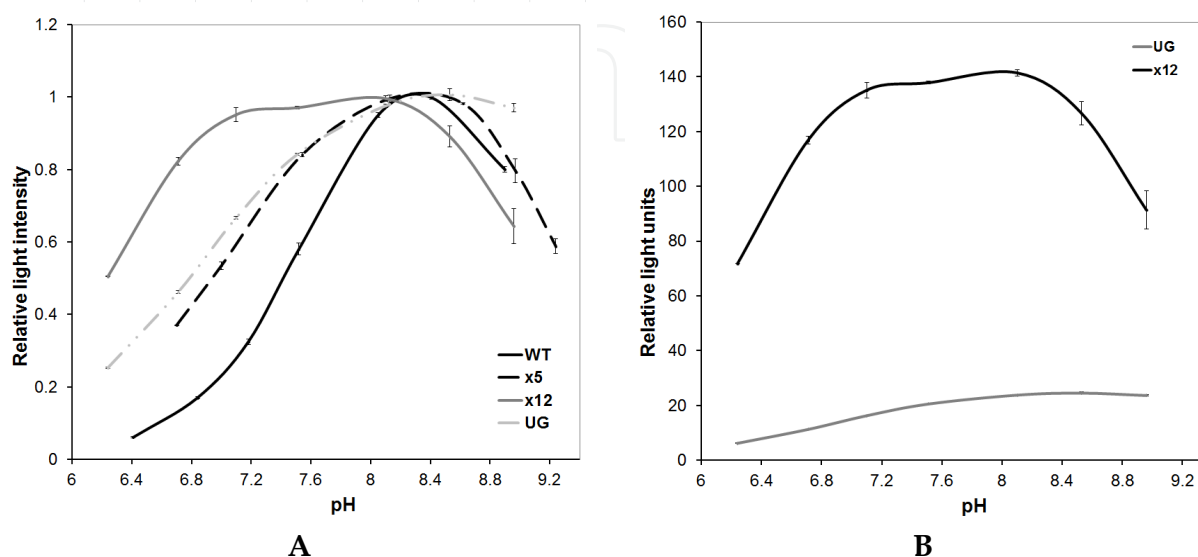 1.2
1
0.8
0.6
0.4
0.2
0
Relative light intensity
6
6.4
6.8
7.2
7.6
8
8.4
8.8
9.2
pH
WT
x5
x12
UG
A
160
140
120
100
80
60
40
20
0
Relative light units
6
6.4
6.8
7.2
7.6
8
8.4
8.8
9.2
pH
UG
x12
B